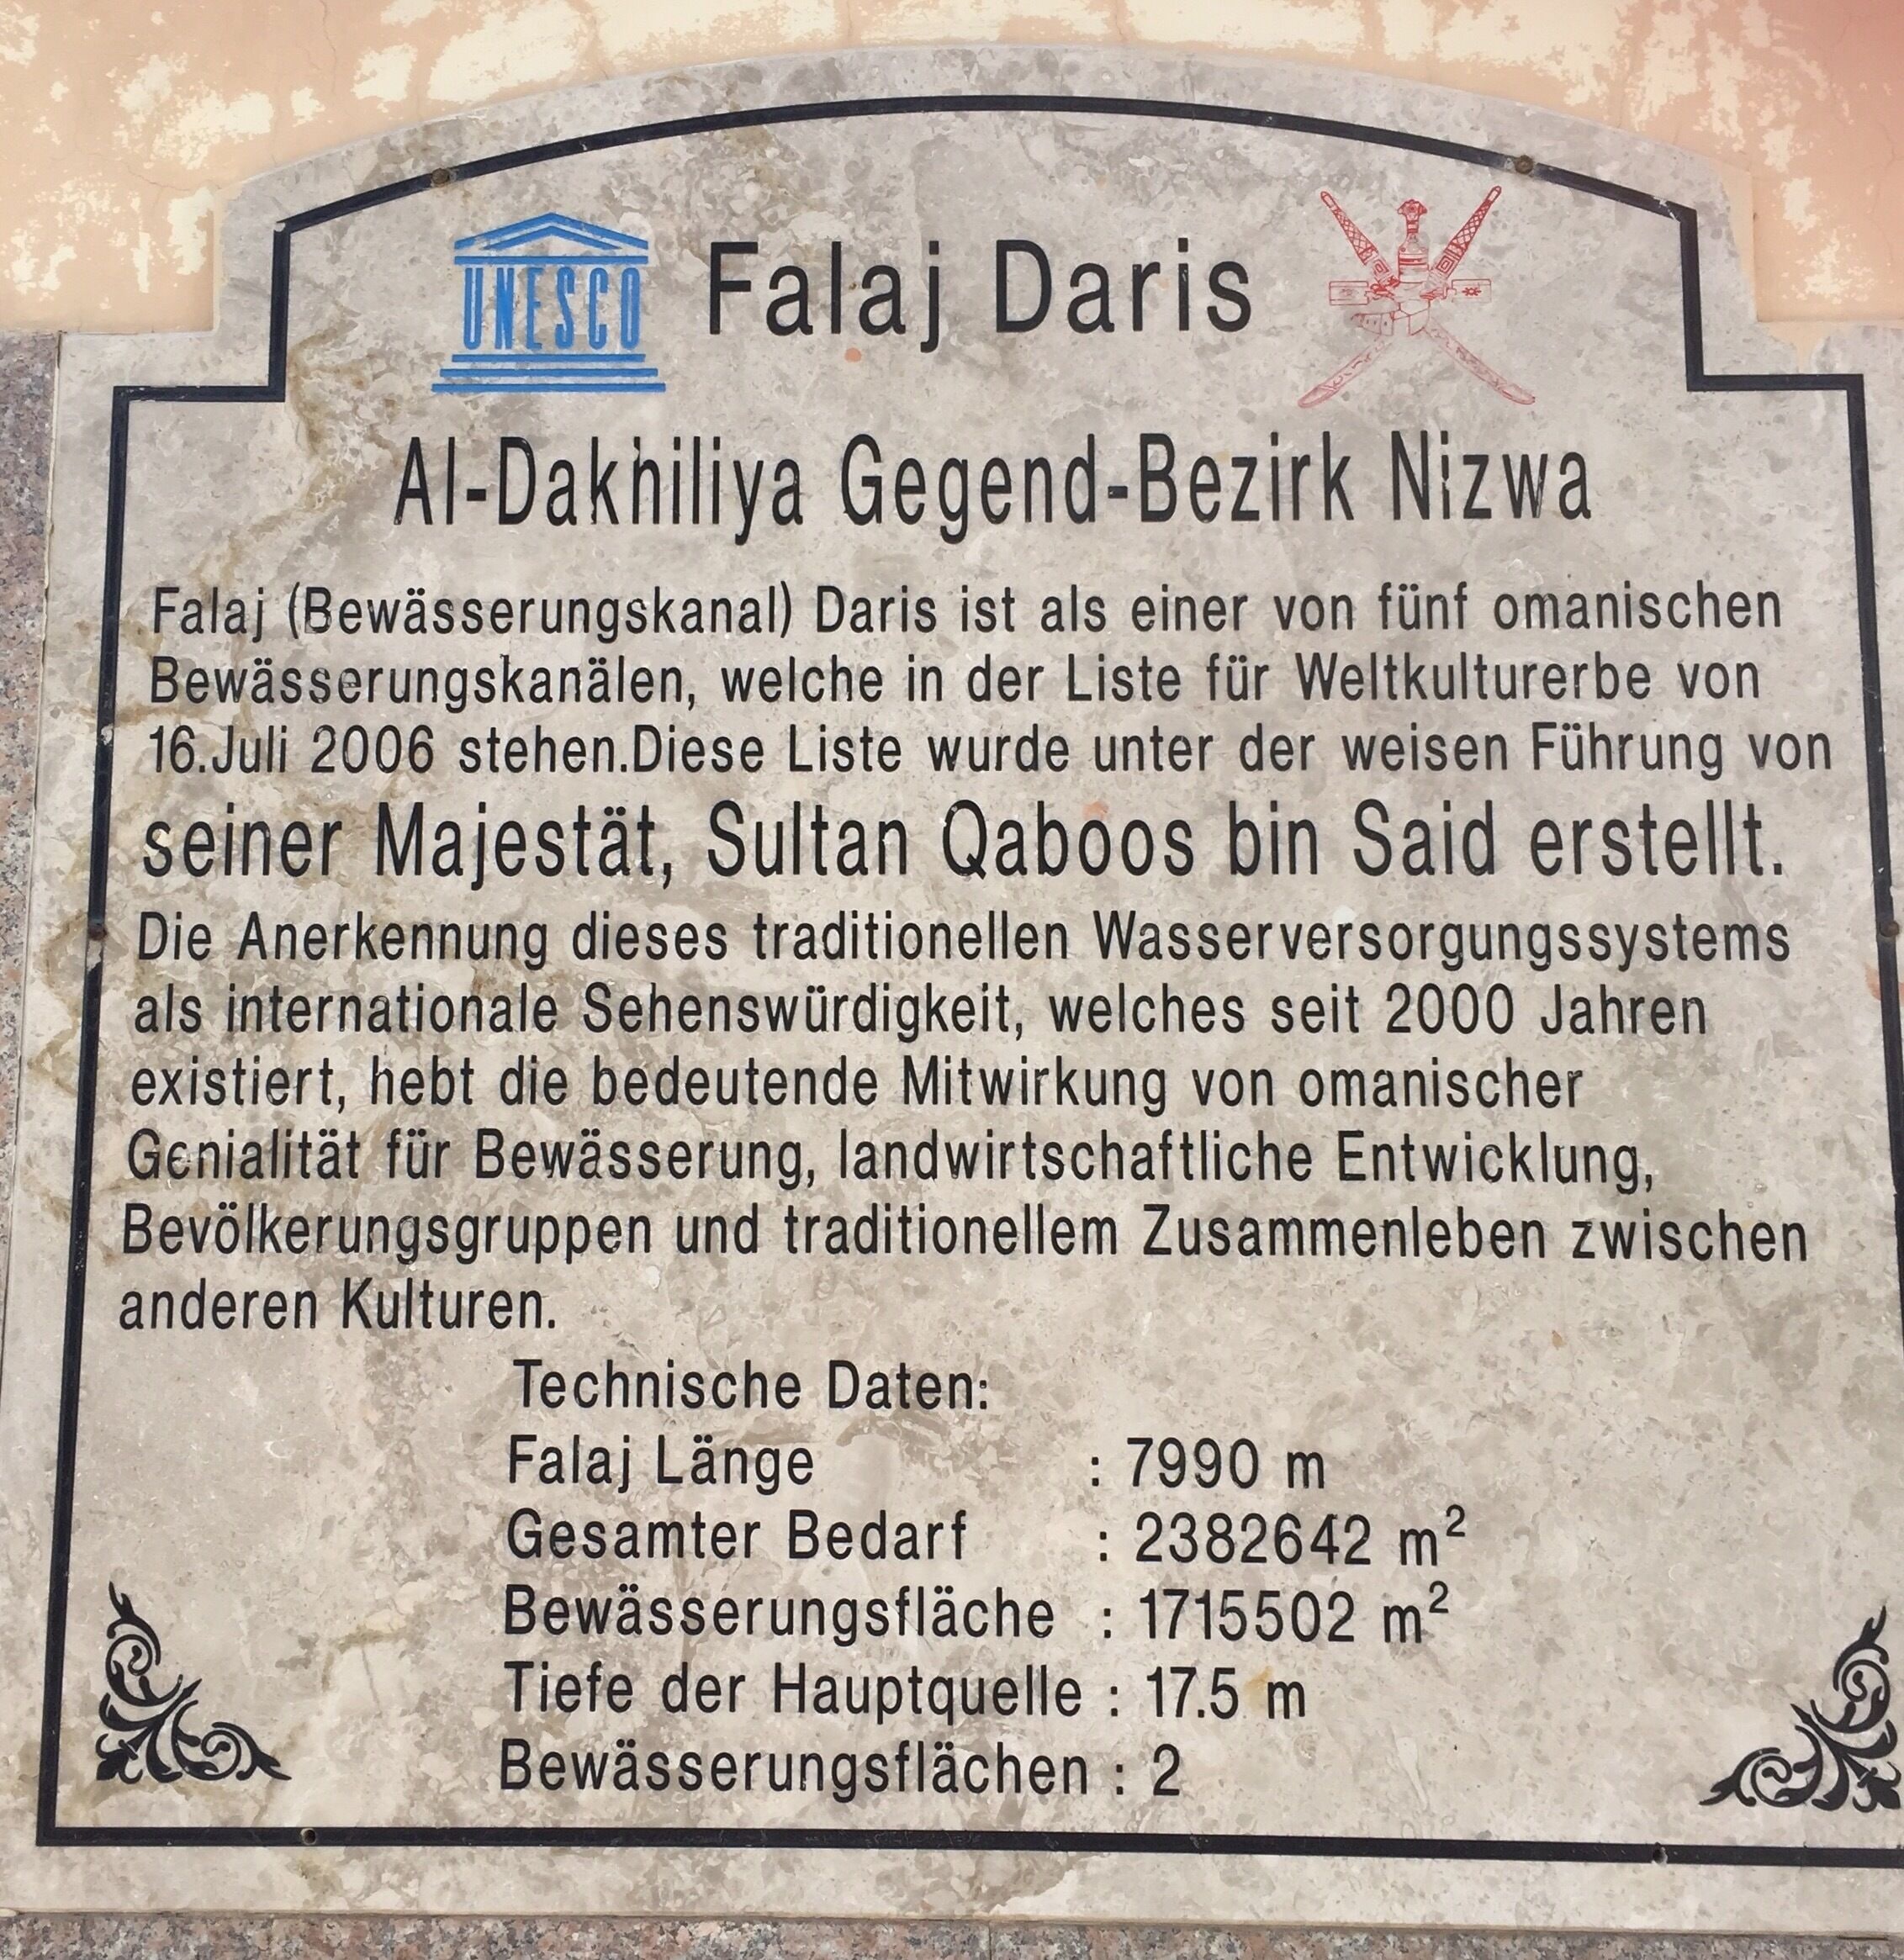 UNESCO
Falaj Daris
Al-Dakhiliya Gegend-Bezirk Nizwa
Falaj (Bewässerungskanal) Daris ist als einer von fünf omanischen
Bewässerungskanälen, welche in der Liste für Weltkulturerbe von
16.Juli 2006 stehen.Diese Liste wurde unter der weisen Führung von
seiner Majestät, Sultan Qaboos bin Said erstellt.
Die Anerkennung dieses traditionellen Wasserversorgungssystems
als internationale Sehenswürdigkeit, welches seit 2000 Jahren
existiert, hebt die bedeutende Mitwirkung von omanischer
Genialität für Bewässerung, landwirtschaftliche Entwicklung,
Bevölkerungsgruppen und traditionellem Zusammenleben zwischen
anderen Kulturen.
Technische Daten:
Falaj Länge : 7990 m
Gesamter Bedarf : 2382642 m²
Bewässerungsfläche : 1715502 m²
Tiefe der Hauptquelle : 17.5 m
Bewässerungsflächen : 2